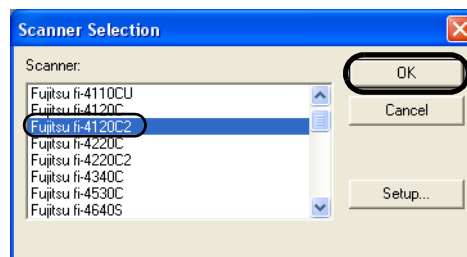 Scanner Selection
Scanner:
OK
Fujitsu fi-4110CU
Fujitsu fi-4120C
Cancel
Fujitsu fi-4120C2
Fujitsu fi-4220C
Fujitsu fi-4220C2
Fujitsu fi-4340C
Fujitsu fi-4530C
Setup...
Fujitsu fi-4640S